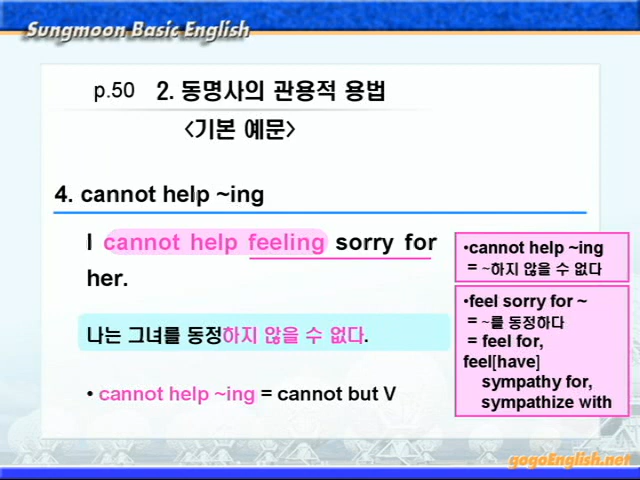 Sungmoon Basic English
p.50 2. 동명사의 관용적 용법
<기본 예문>
4. cannot help ~ing
I cannot help feeling sorry for
her.
나는 그녀를 동정하지 않을 수 없다.
• cannot help ~ing = cannot but V
•cannot help ~ing
= ~하지 않을 수 없다
•feel sorry for ~
= ~를 동정하다
= feel for,
feel[have]
sympathy for,
sympathize with
gogoEnglish.net